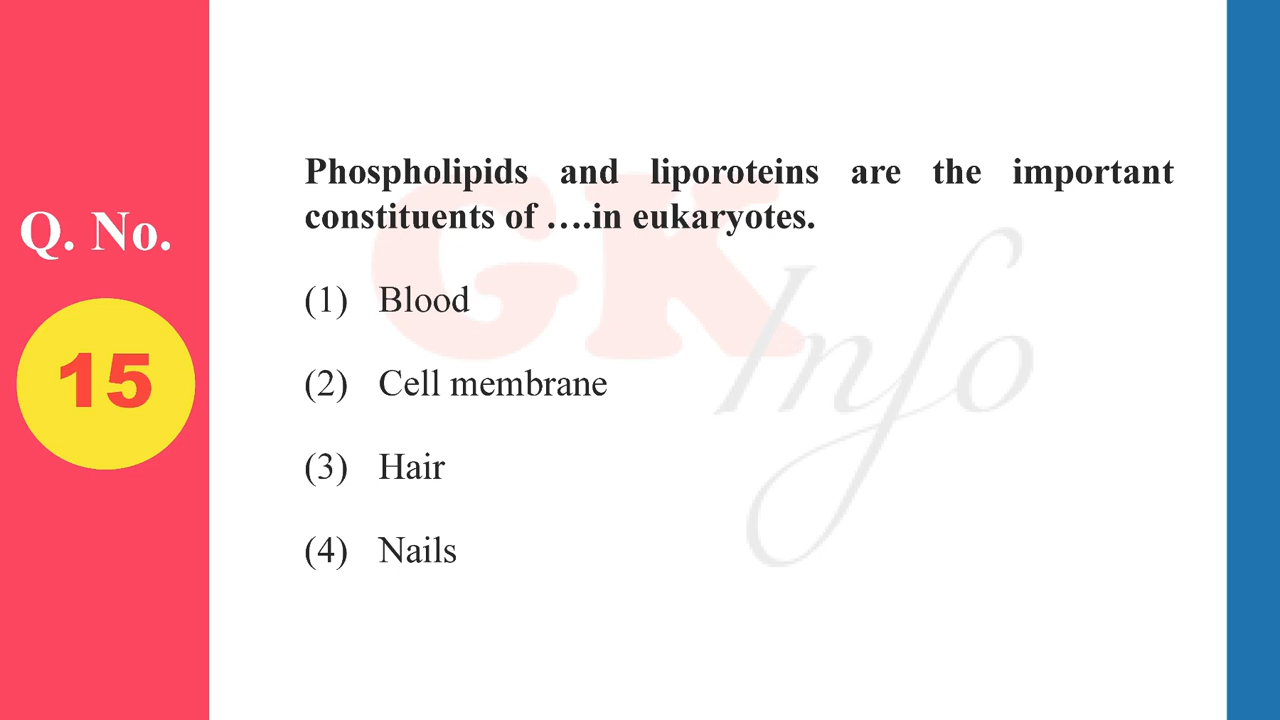 Q. No.
15
Phospholipids and liporoteins are the important
constituents of ….in eukaryotes.
(1) Blood
(2) Cell membrane
(3) Hair
(4) Nails
GK
Info